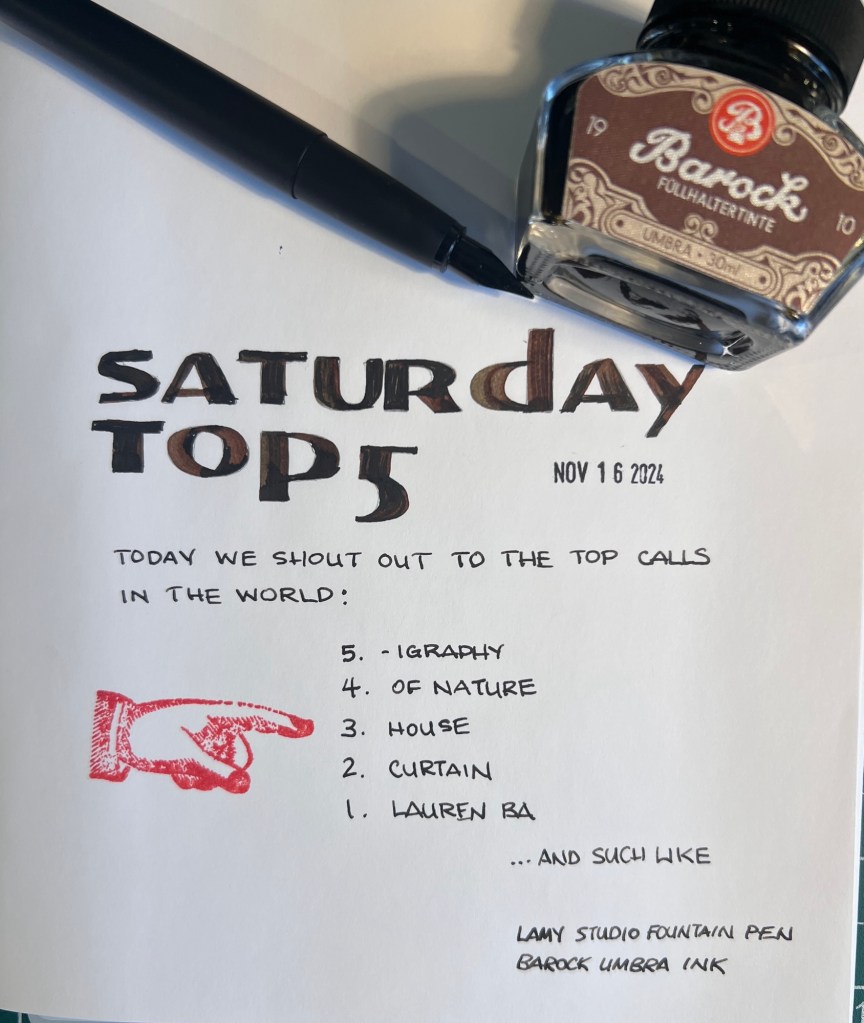 19
B
Barock
FÜLLHALTERTINTE
10
UMBRA • 30ml
SATURdAY
TOP5
NOV 16 2024
TODAY WE SHOUT OUT TO THE TOP CALLS
IN THE WORLD:
5. -IGRAPHY
4. OF NATURE
3. HOUSE
2. CURTAIN
1. LAUREN BA
...AND SUCH LIKE
LAMY STUDIO FOUNTAIN PEN
BAROCK UMBRA INK